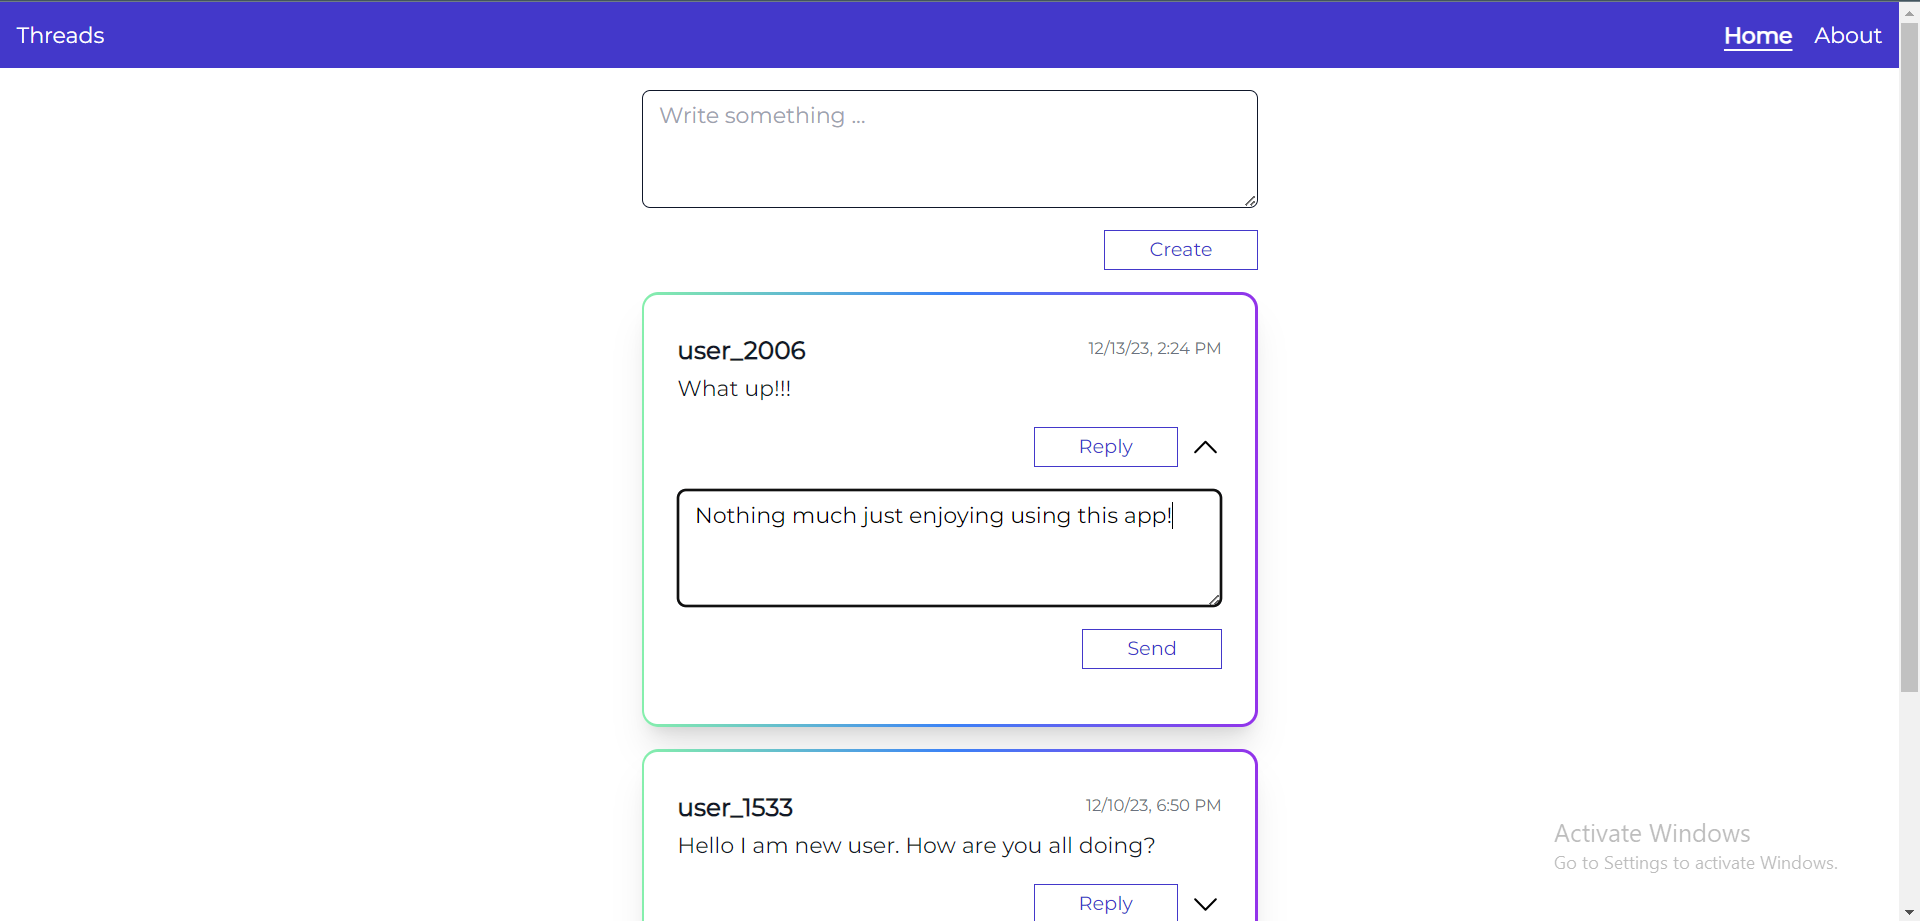 Threads
Home About
Write something ...
Create
user_2006 12/13/23, 2:24 PM
What up!!!
Reply
Nothing much just enjoying using this app!
Send
user_1533 12/10/23, 6:50 PM
Hello I am new user. How are you all doing?
Reply
Activate Windows
Go to Settings to activate Windows.